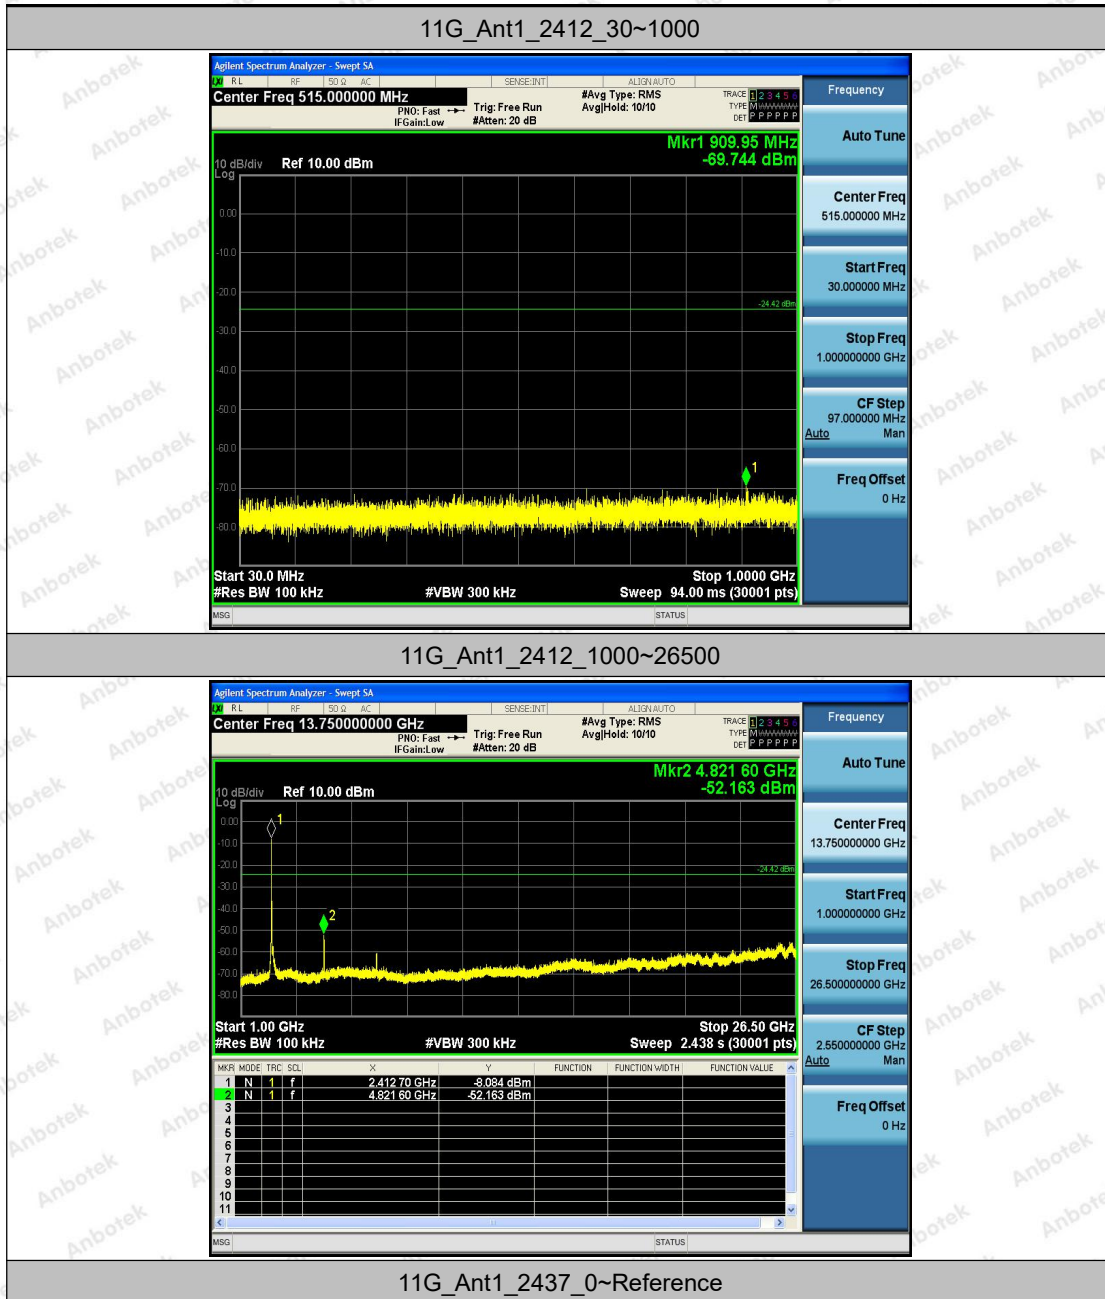 11G_Ant1_2412_30~1000
Agilent Spectrum Analyzer - Swept SA
RL RF 50 Ω AC SENSE:INT ALIGN AUTO
Center Freq 515.000000 MHz
#Avg Type: RMS
TRACE 1 2 3 4 5 6
PNO: Fast Trig: Free Run Avg|Hold: 10/10
TYPE M
IFGain:Low #Atten: 20 dB
DET P P P P P P
Mkr1 909.95 MHz
-69.744 dBm
10 dB/div Ref 10.00 dBm
Log
0.00
-10.0
-20.0
-24.42 dBm
-30.0
-40.0
-50.0
-60.0
1
-70.0
-80.0
Start 30.0 MHz Stop 1.0000 GHz
#Res BW 100 kHz #VBW 300 kHz Sweep 94.00 ms (30001 pts)
MSG STATUS
Frequency
Auto Tune
Center Freq
515.000000 MHz
Start Freq
30.000000 MHz
Stop Freq
1.000000000 GHz
CF Step
97.000000 MHz
Auto Man
Freq Offset
0 Hz
11G_Ant1_2412_1000~26500
Agilent Spectrum Analyzer - Swept SA
RL RF 50 Ω AC SENSE:INT ALIGN AUTO
Center Freq 13.750000000 GHz
#Avg Type: RMS
TRACE 1 2 3 4 5 6
PNO: Fast Trig: Free Run Avg|Hold: 10/10
TYPE M
IFGain:Low #Atten: 20 dB
DET P P P P P P
Mkr2 4.821 60 GHz
-52.163 dBm
10 dB/div Ref 10.00 dBm
Log
0.00
1
-10.0
-20.0
-24.42 dBm
-30.0
-40.0
2
-50.0
-60.0
-70.0
-80.0
Start 1.00 GHz Stop 26.50 GHz
#Res BW 100 kHz #VBW 300 kHz Sweep 2.438 s (30001 pts)
MKR MODE TRC SCL X Y FUNCTION FUNCTION WIDTH FUNCTION VALUE
1 N 1 f 2.412 70 GHz -8.084 dBm
2 N 1 f 4.821 60 GHz -52.163 dBm
3
4
5
6
7
8
9
10
11
MSG STATUS
Frequency
Auto Tune
Center Freq
13.750000000 GHz
Start Freq
1.000000000 GHz
Stop Freq
26.500000000 GHz
CF Step
2.550000000 GHz
Auto Man
Freq Offset
0 Hz
11G_Ant1_2437_0~Reference